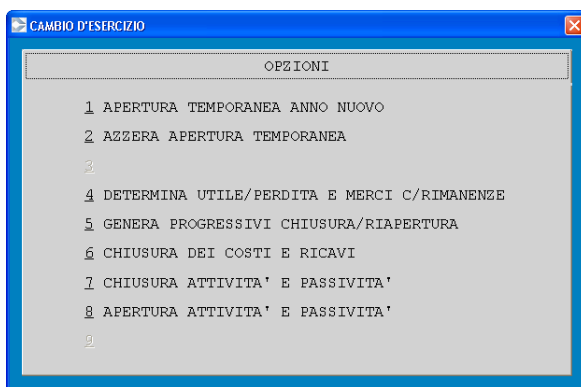 CAMBIO D'ESERCIZIO
OPZIONI
1 APERTURA TEMPORANEA ANNO NUOVO
2 AZZERA APERTURA TEMPORANEA
3
4 DETERMINA UTILE/PERDITA E MERCI C/RIMANENZE
5 GENERA PROGRESSIVI CHIUSURA/RIAPERTURA
6 CHIUSURA DEI COSTI E RICAVI
7 CHIUSURA ATTIVITA' E PASSIVITA'
8 APERTURA ATTIVITA' E PASSIVITA'
9